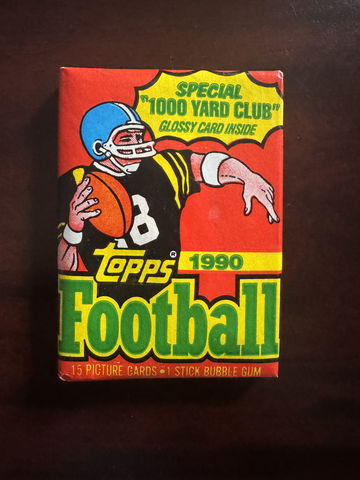 SPECIAL
"1000 YARD CLUB"
GLOSSY CARD INSIDE
8
topps®
1990
Football
15 PICTURE CARDS • 1 STICK BUBBLE GUM